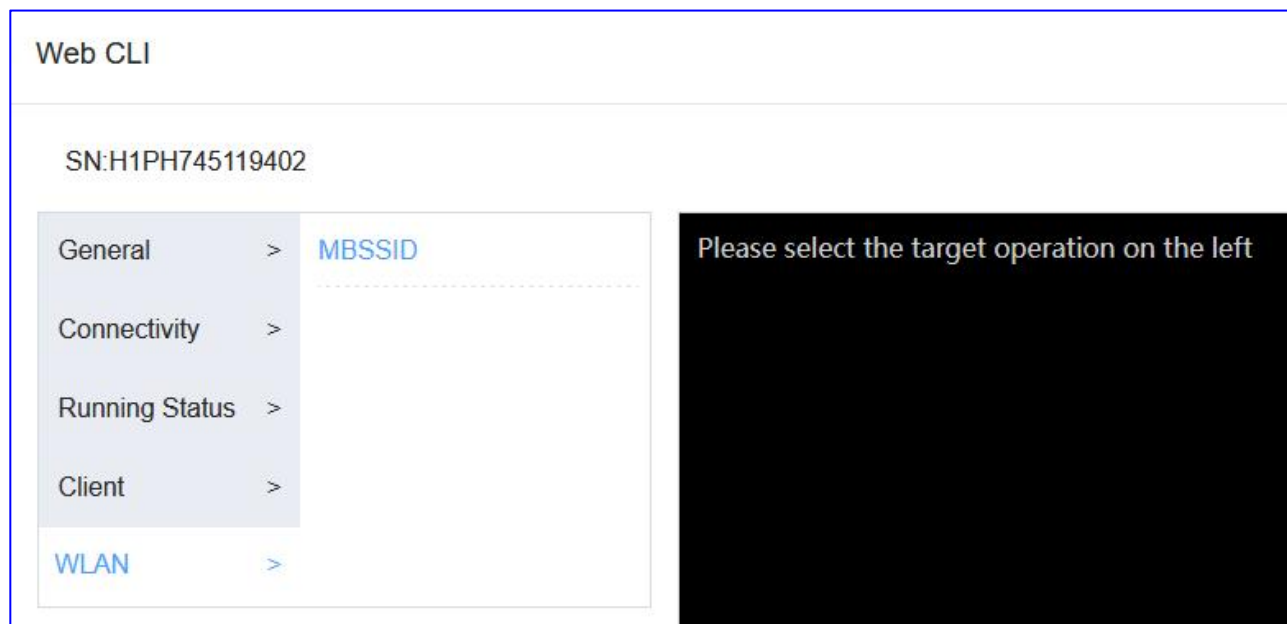 Web CLI
SN:H1PH745119402
General >
Connectivity >
Running Status >
Client >
WLAN >
MBSSID
Please select the target operation on the left